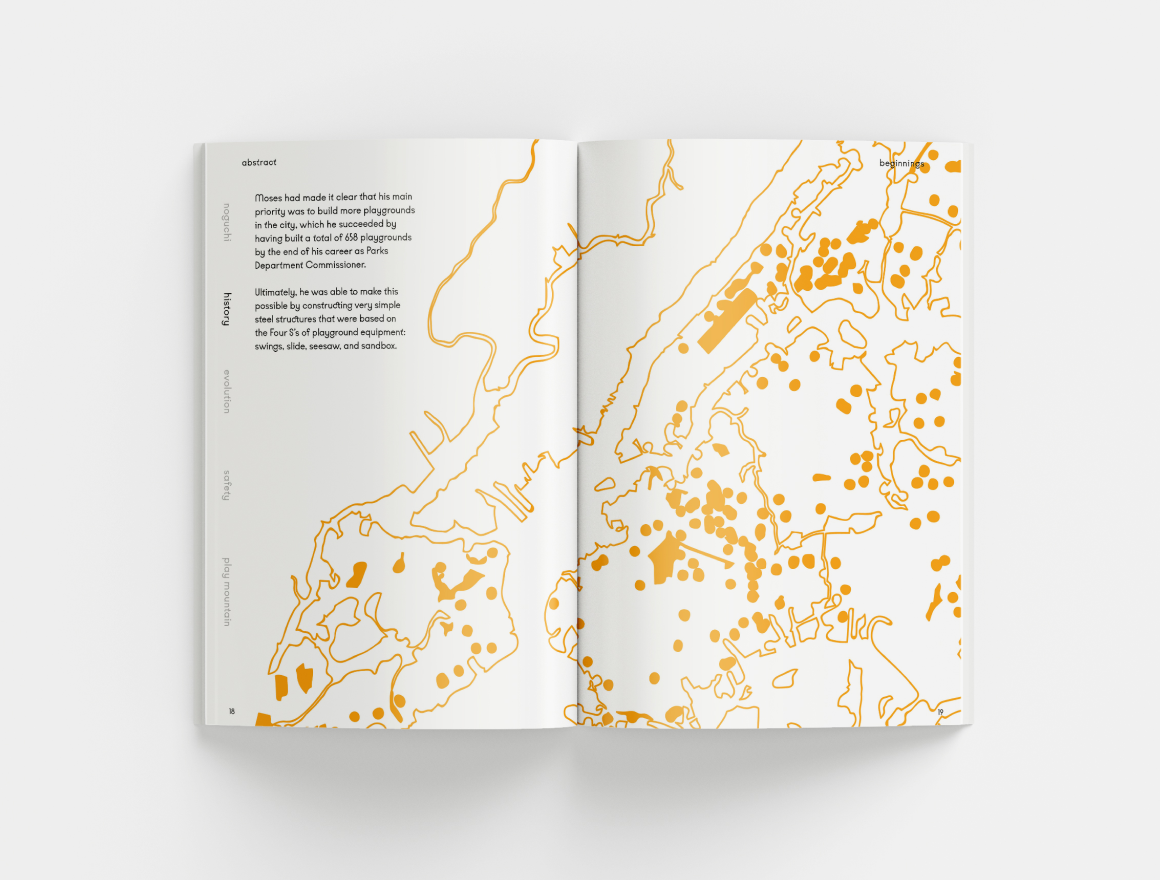 abstract
beginnings
noguchi
history
evolution
safety
play mountain
Moses had made it clear that his main
priority was to build more playgrounds
in the city, which he succeeded by
having built a total of 658 playgrounds
by the end of his career as Parks
Department Commissioner.
Ultimately, he was able to make this
possible by constructing very simple
steel structures that were based on
the Four S's of playground equipment:
swings, slide, seesaw, and sandbox.
18
19